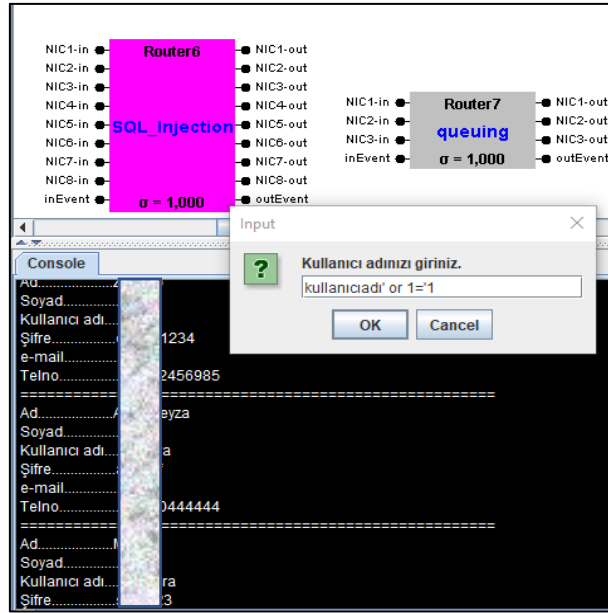 Router6
NIC1-in NIC1-out
NIC2-in NIC2-out
NIC3-in NIC3-out
NIC4-in NIC4-out
NIC5-in SQL_Injection NIC5-out
NIC6-in NIC6-out
NIC7-in NIC7-out
NIC8-in NIC8-out
inEvent σ = 1,000 outEvent
NIC1-in Router7 NIC1-out
NIC2-in queuing NIC2-out
NIC3-in NIC3-out
inEvent σ = 1,000 outEvent
Input
Kullanıcı adınızı giriniz.
kullanıcıadı' or 1='1
OK Cancel
Console
Ad
Soyad
Kullanıcı adı
Şifre 1234
e-mail
Telno 2456985
Ad eyza
Soyad
Kullanıcı adı a
Şifre
e-mail
Telno 0444444
Ad
Soyad
Kullanıcı adı ra
Şifre 3